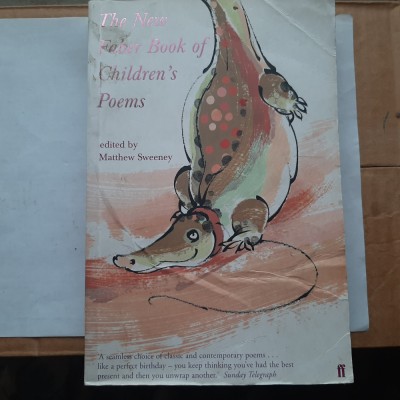 The New
Faber Book of
Children's
Poems
edited by
Matthew Sweeney
'A seamless choice of classic and contemporary poems . . .
like a perfect birthday – you keep thinking you've had the best
present and then you unwrap another.' Sunday Telegraph
ff